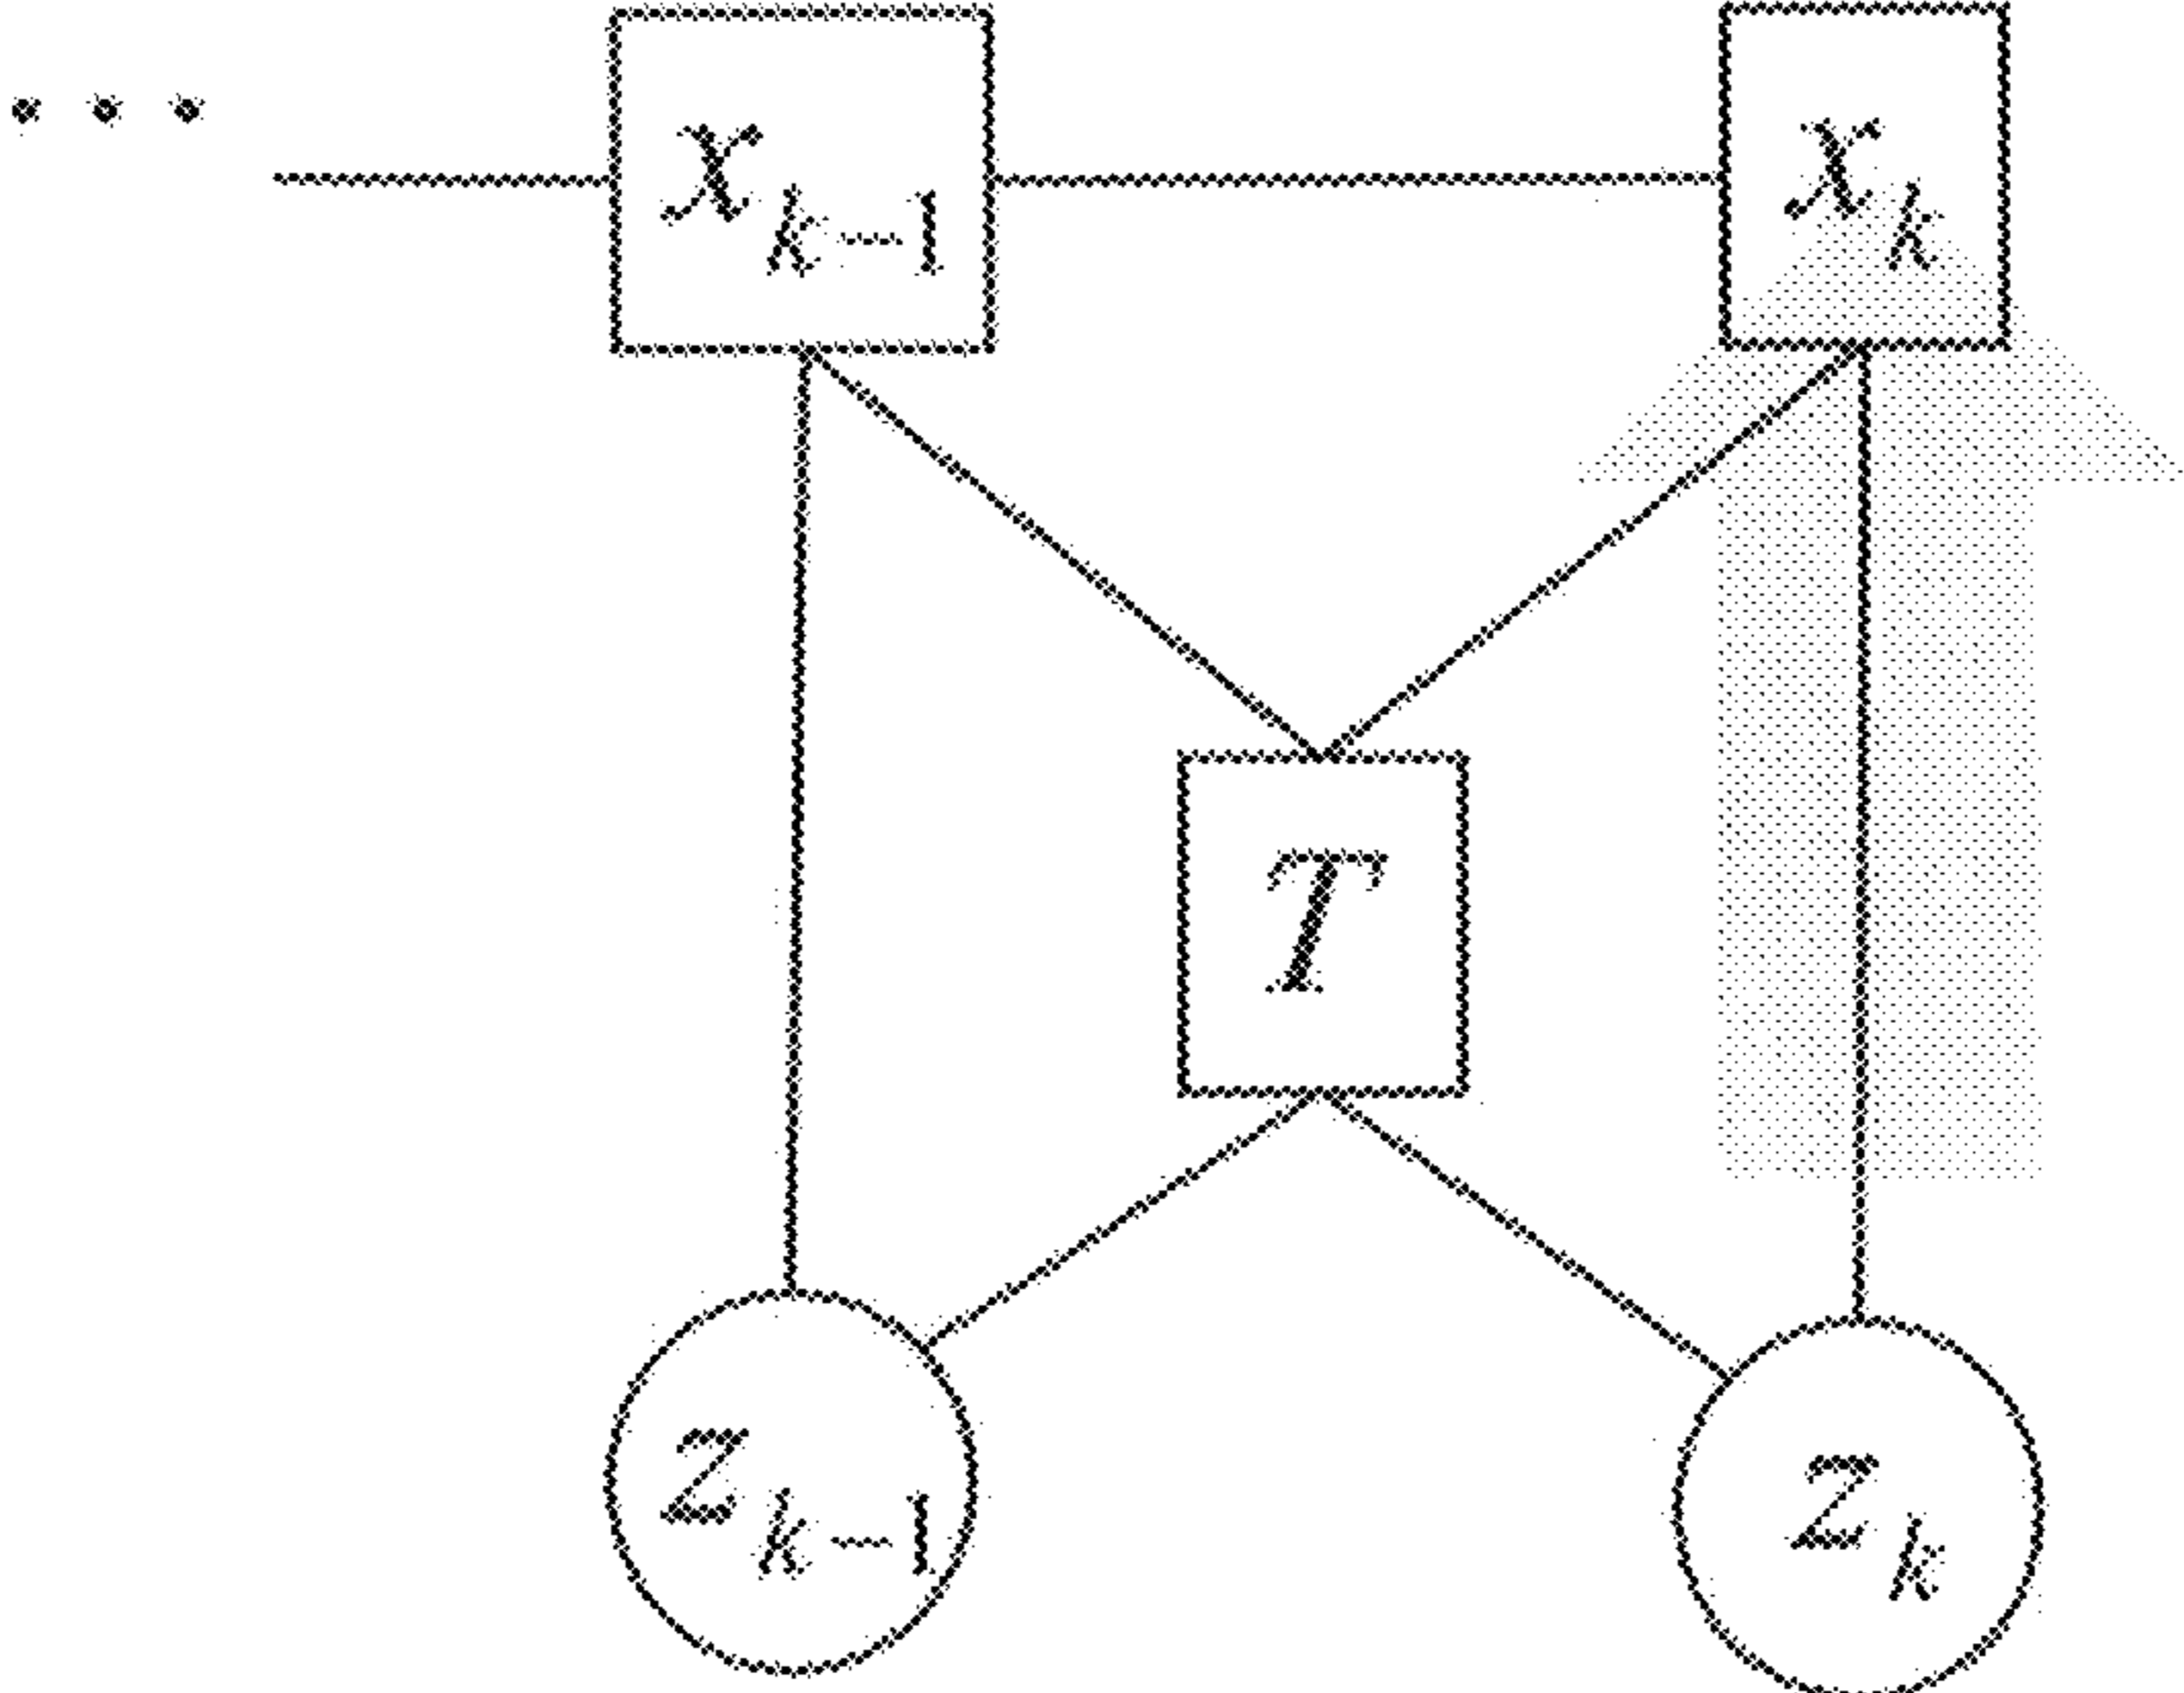 . . .
x_{k-1}
x_k
T
z_{k-1}
z_k